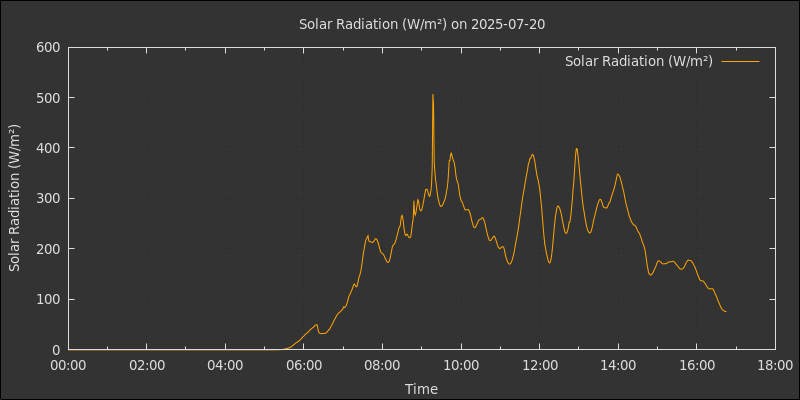 Solar Radiation (W/m²) on 2025-07-20
Solar Radiation (W/m²)
Solar Radiation (W/m²)
600
500
400
300
200
100
0
00:00 02:00 04:00 06:00 08:00 10:00 12:00 14:00 16:00 18:00
Time